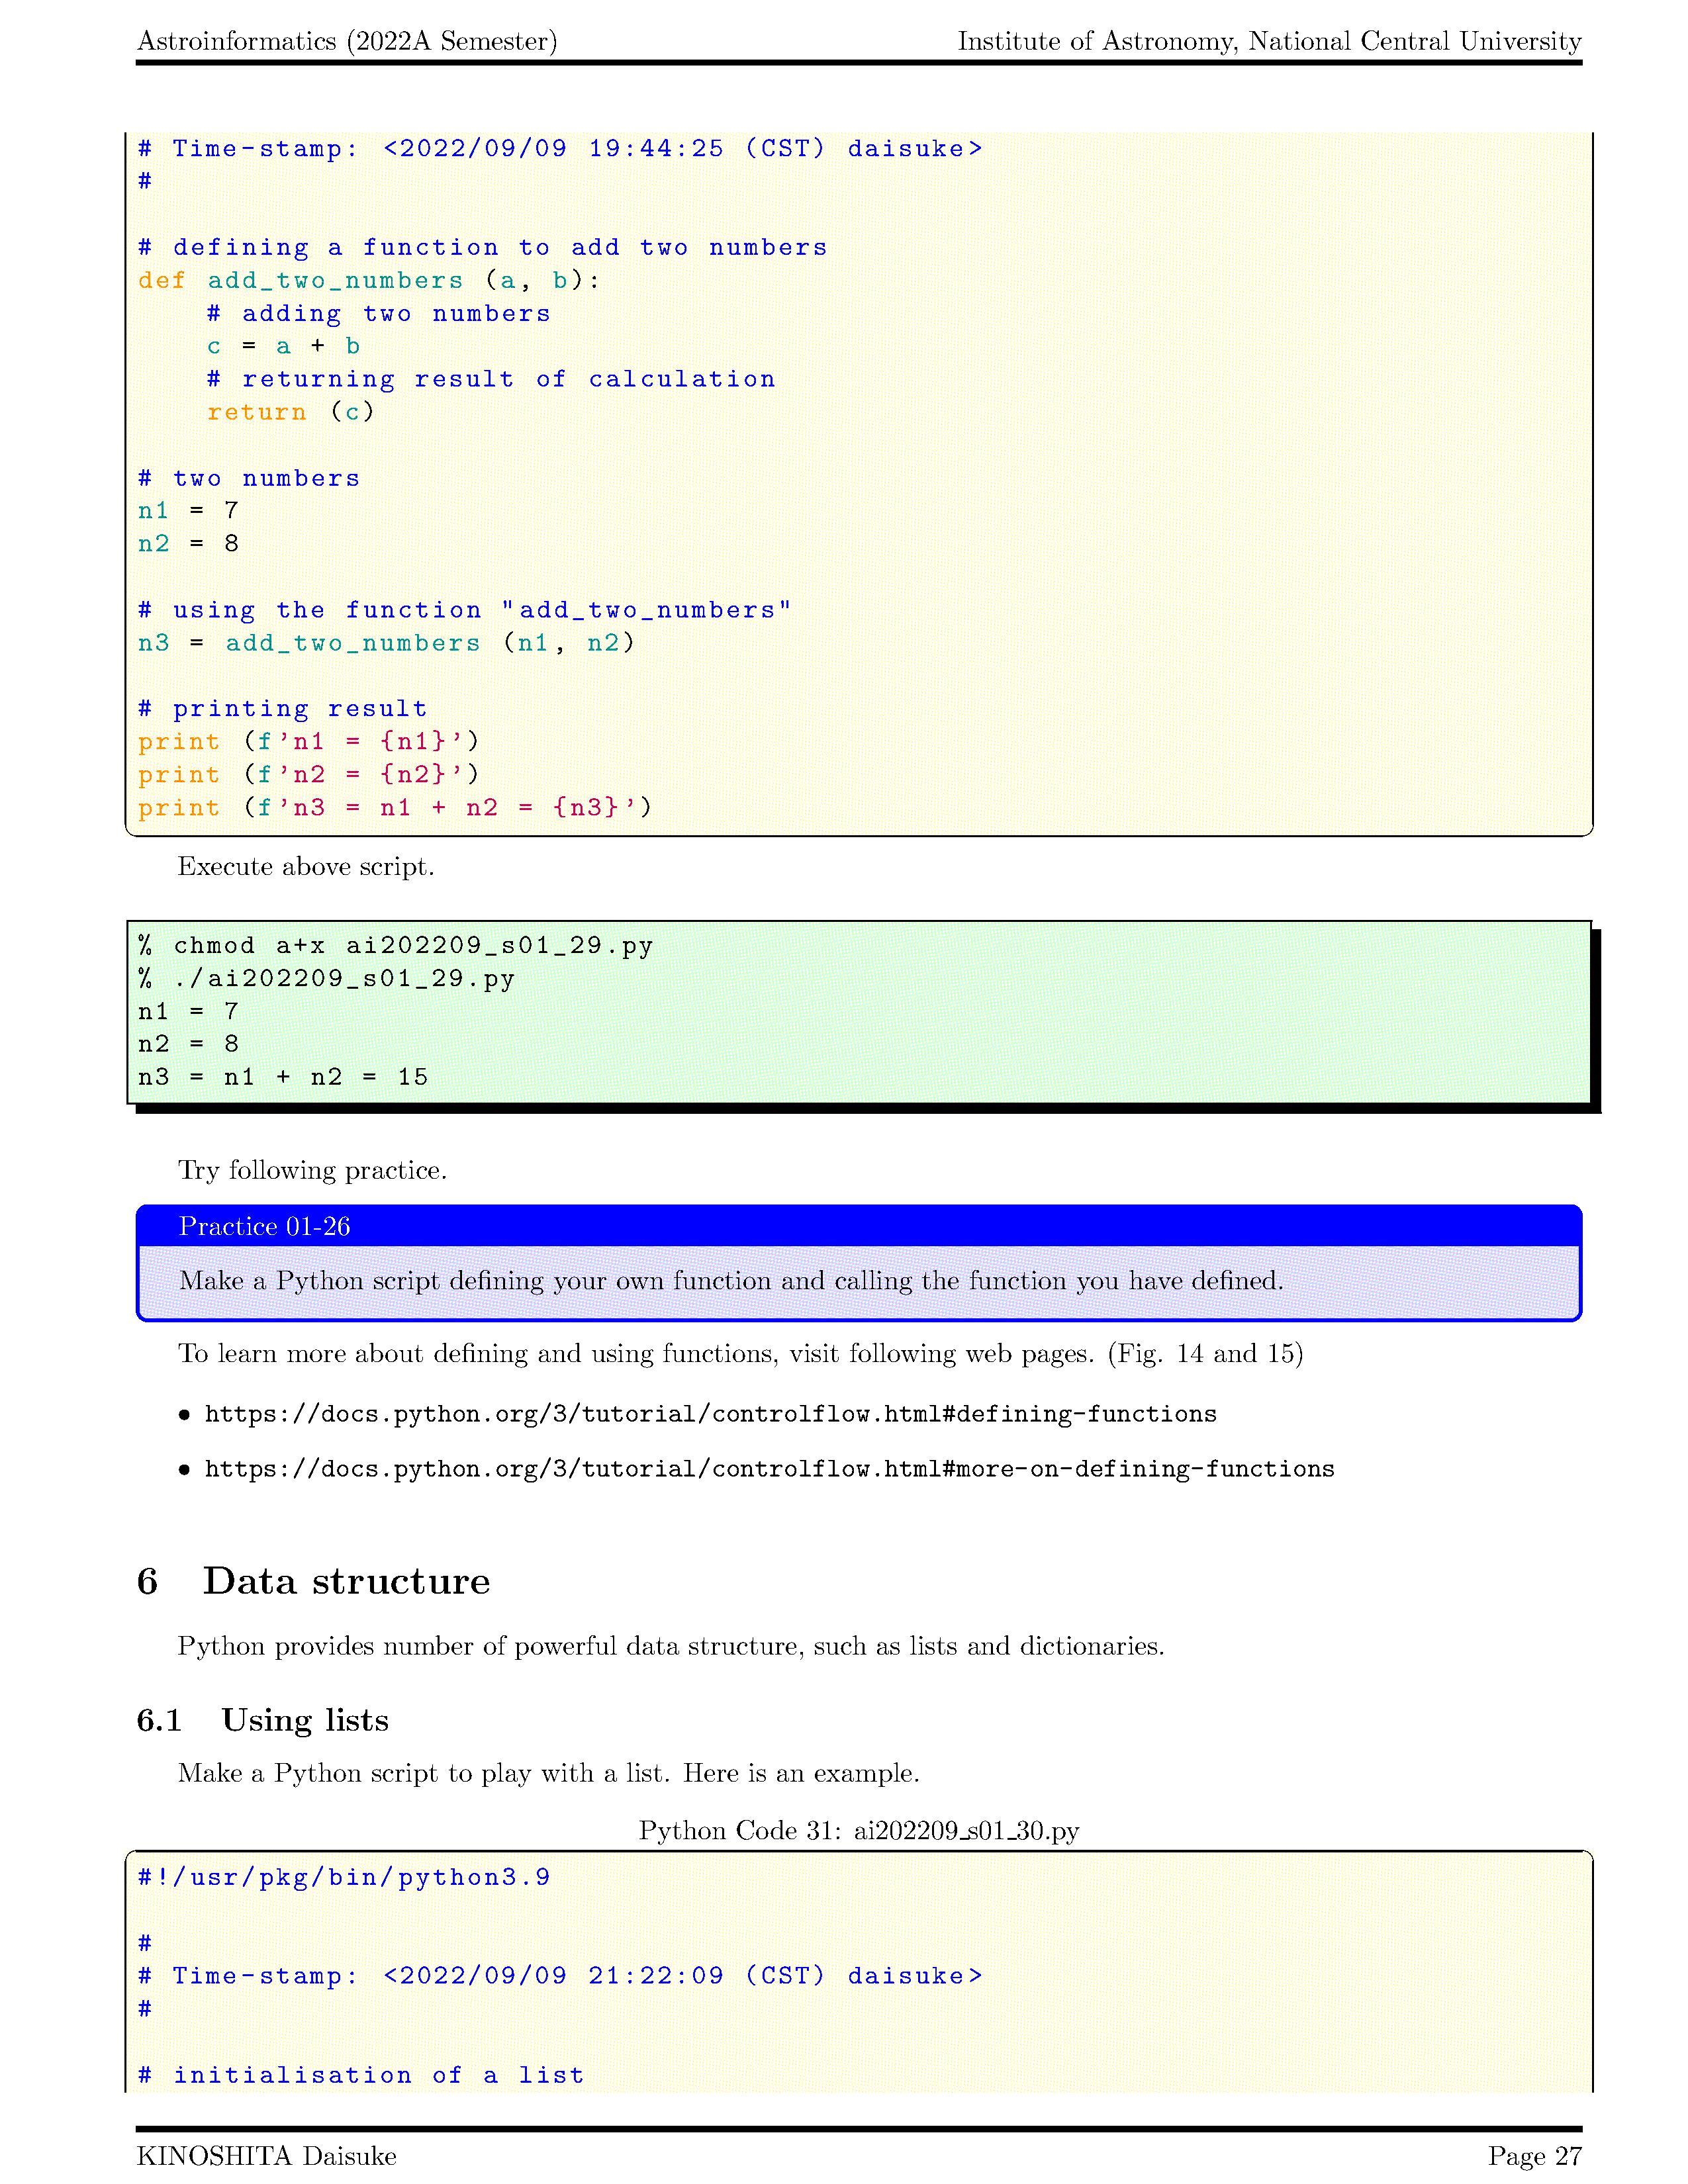 Astroinformatics (2022A Semester) Institute of Astronomy, National Central University
# Time-stamp: <2022/09/09 19:44:25 (CST) daisuke>
#
# defining a function to add two numbers
def add_two_numbers (a, b):
    # adding two numbers
    c = a + b
    # returning result of calculation
    return (c)
# two numbers
n1 = 7
n2 = 8
# using the function "add_two_numbers"
n3 = add_two_numbers (n1, n2)
# printing result
print (f'n1 = {n1}')
print (f'n2 = {n2}')
print (f'n3 = n1 + n2 = {n3}')
Execute above script.
% chmod a+x ai202209_s01_29.py
% ./ai202209_s01_29.py
n1 = 7
n2 = 8
n3 = n1 + n2 = 15
Try following practice.
Practice 01-26
Make a Python script defining your own function and calling the function you have defined.
To learn more about defining and using functions, visit following web pages. (Fig. 14 and 15)
• https://docs.python.org/3/tutorial/controlflow.html#defining-functions
• https://docs.python.org/3/tutorial/controlflow.html#more-on-defining-functions
6 Data structure
Python provides number of powerful data structure, such as lists and dictionaries.
6.1 Using lists
Make a Python script to play with a list. Here is an example.
Python Code 31: ai202209_s01_30.py
#!/usr/pkg/bin/python3.9
#
# Time-stamp: <2022/09/09 21:22:09 (CST) daisuke>
#
# initialisation of a list
KINOSHITA Daisuke Page 27